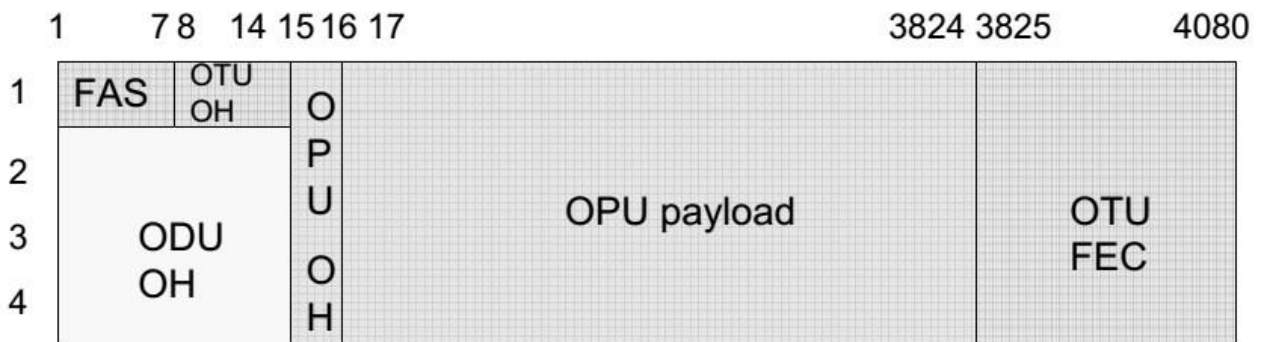 1 7 8 14 15 16 17 3824 3825 4080
1 FAS OTU
OH
2
3
4
ODU
OH
O
P
U
O
H
OPU payload
OTU
FEC